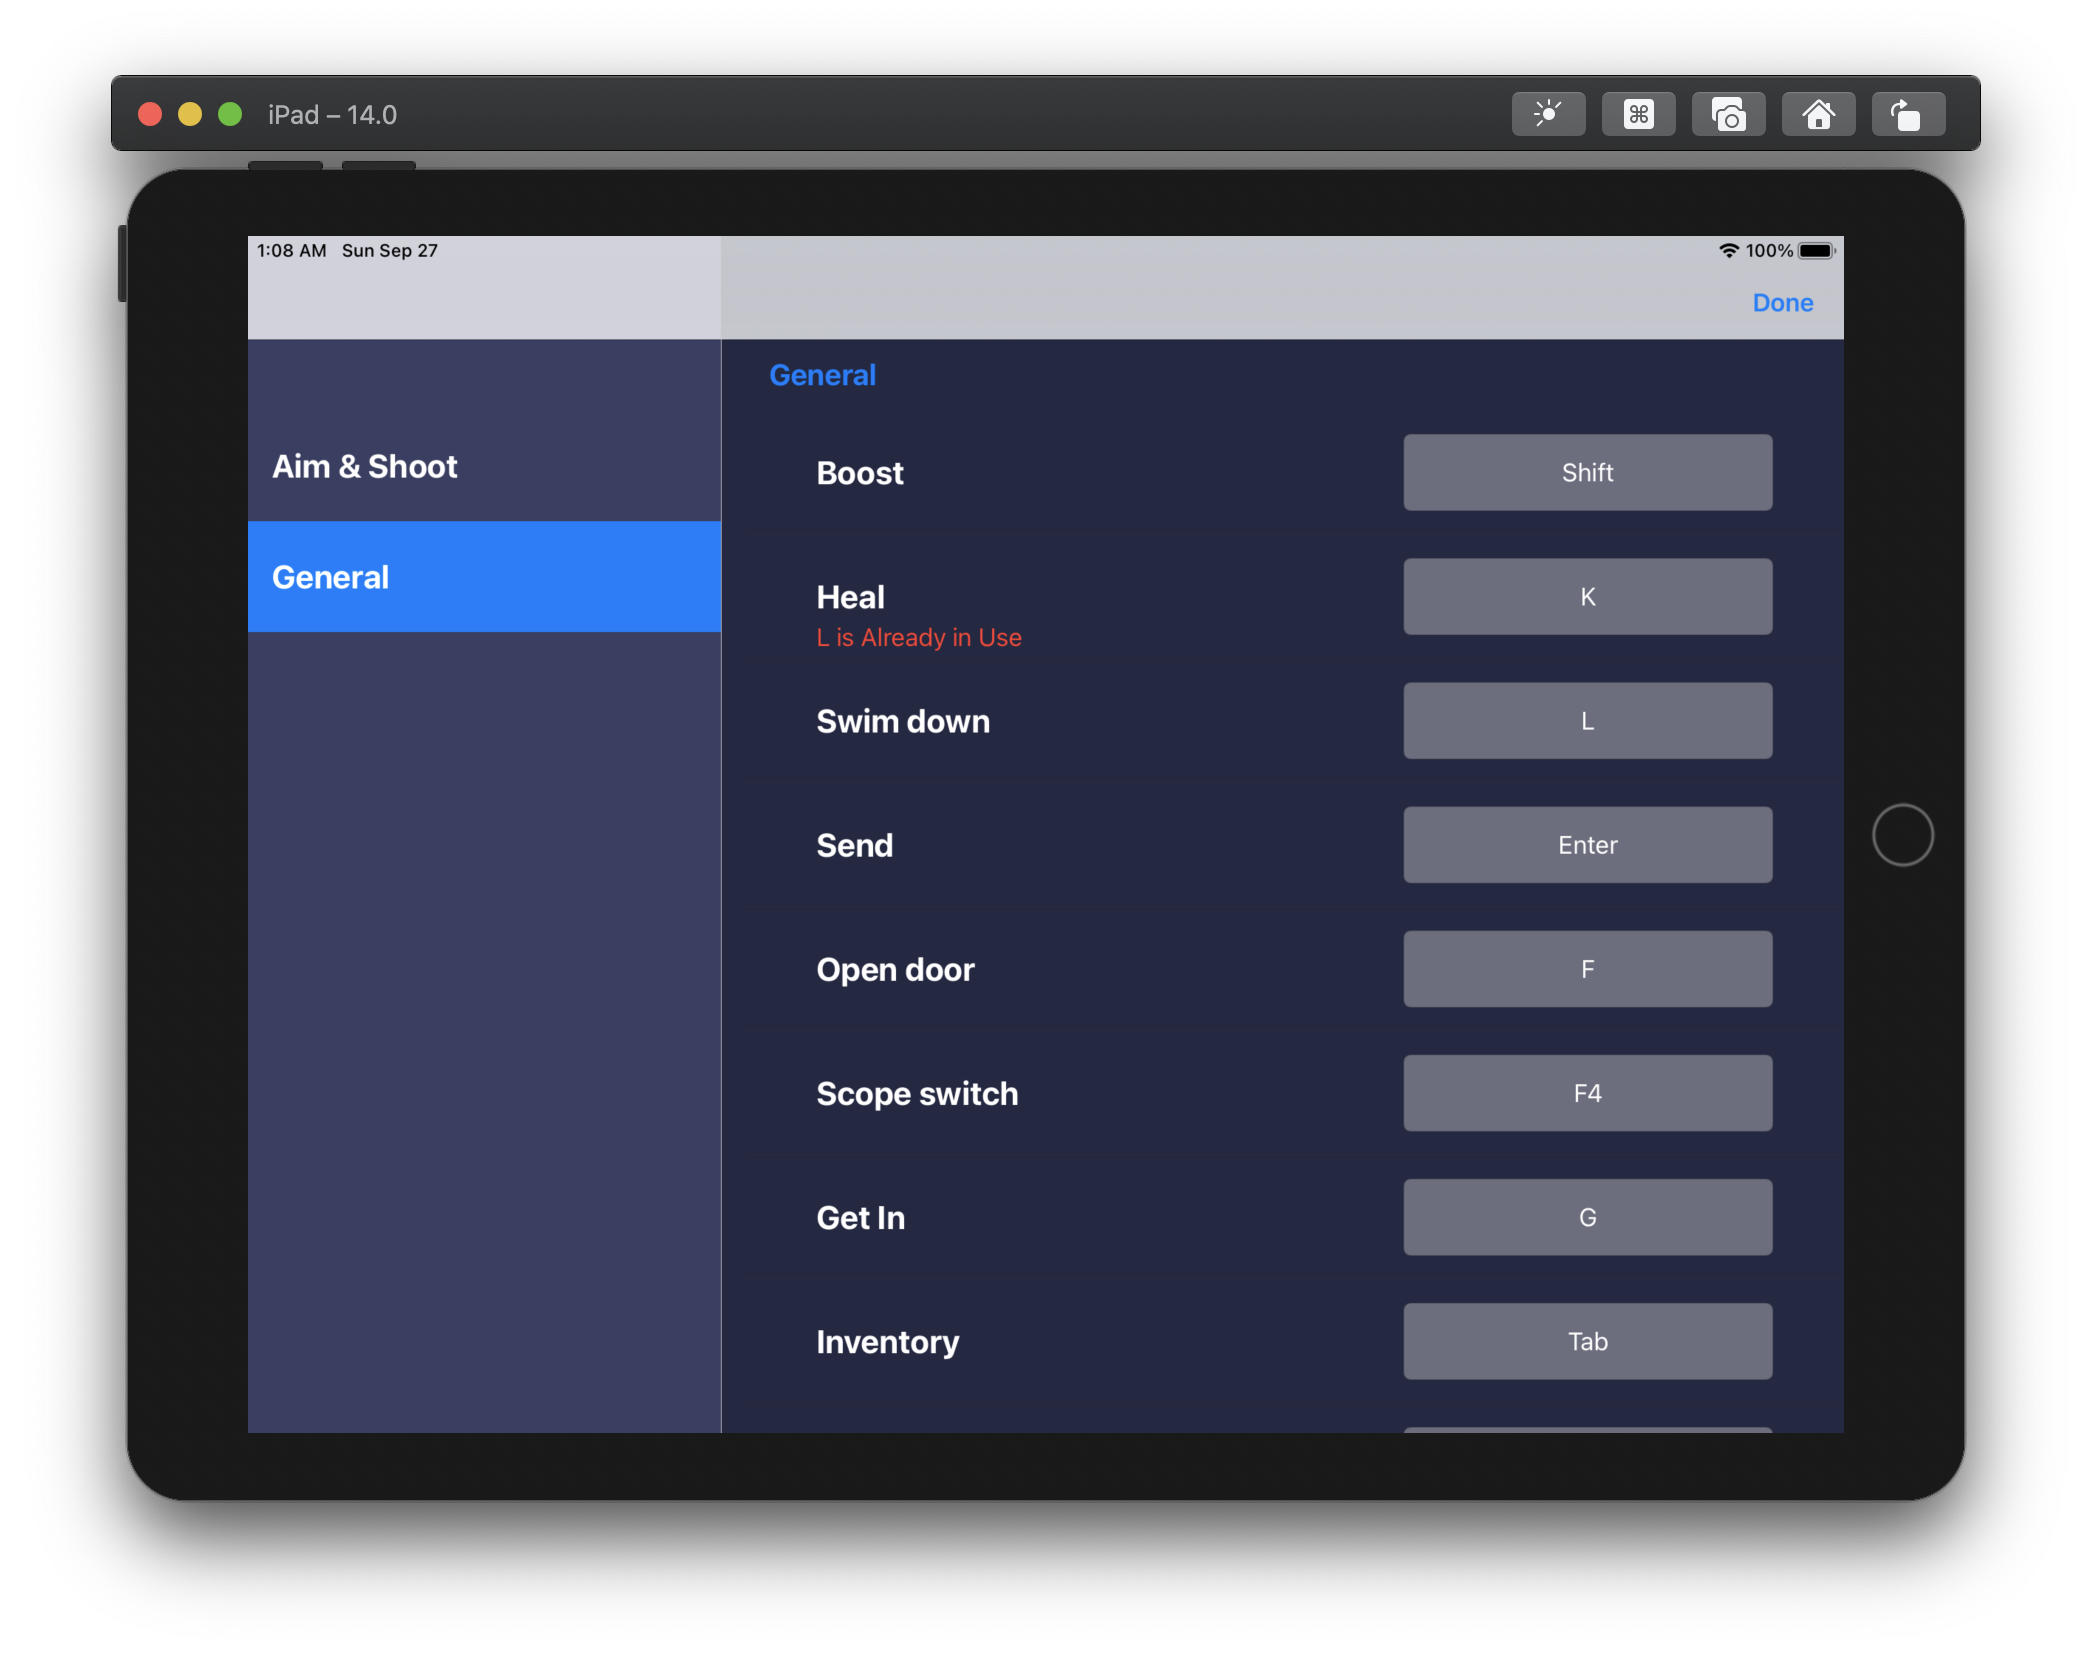 iPad – 14.0
1:08 AM Sun Sep 27
100%
Done
Aim & Shoot
General
General
Boost Shift
Heal K
L is Already in Use
Swim down L
Send Enter
Open door F
Scope switch F4
Get In G
Inventory Tab